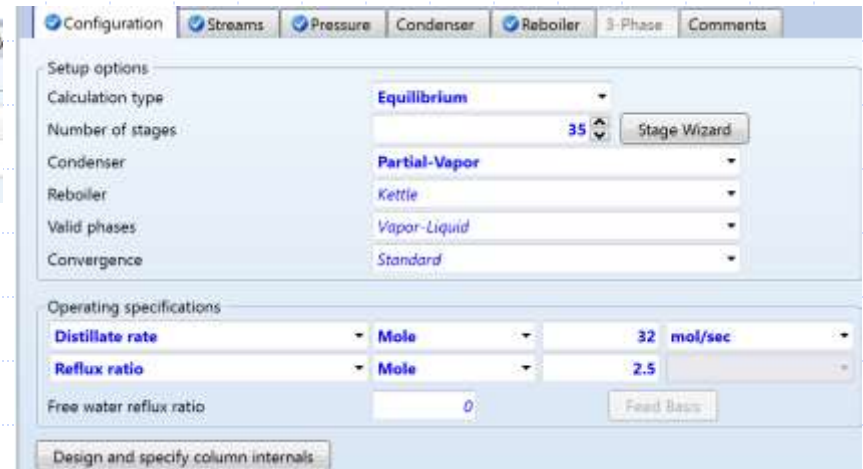 Configuration Streams Pressure Condenser Reboiler 3-Phase Comments
Setup options
Calculation type Equilibrium
Number of stages 35 Stage Wizard
Condenser Partial-Vapor
Reboiler Kettle
Valid phases Vapor-Liquid
Convergence Standard
Operating specifications
Distillate rate Mole 32 mol/sec
Reflux ratio Mole 2.5
Free water reflux ratio 0 Feed Basis
Design and specify column internals